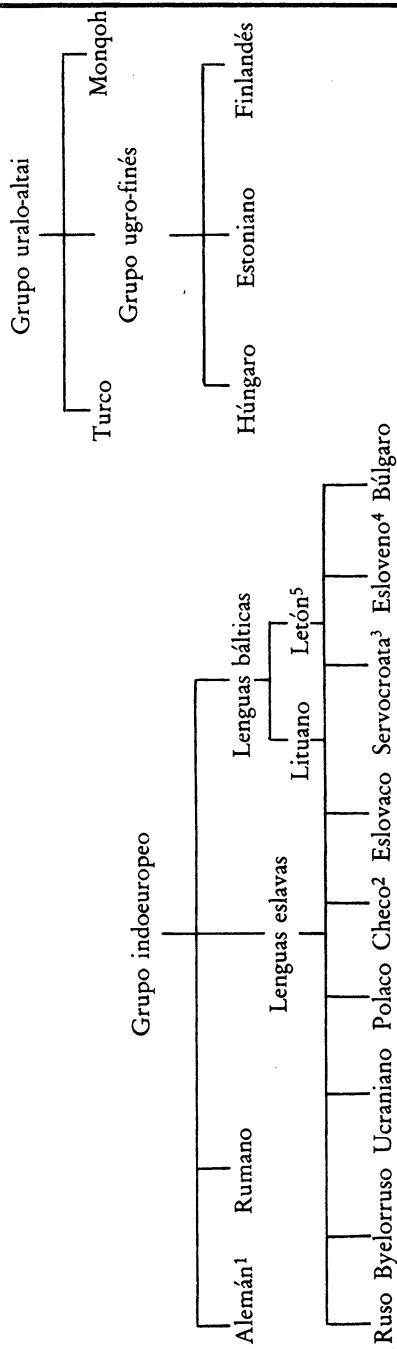 Grupo indoeuropeo
Alemán¹ Rumano Lenguas bálticas
Lenguas eslavas
Lituano Letón⁵
Ruso Byelorruso Ucraniano Polaco Checo² Eslovaco Servocroata³ Esloveno⁴ Búlgaro
Grupo uralo-altai
Turco Monqoh
Grupo ugro-finés
Húngaro Estoniano Finlandés